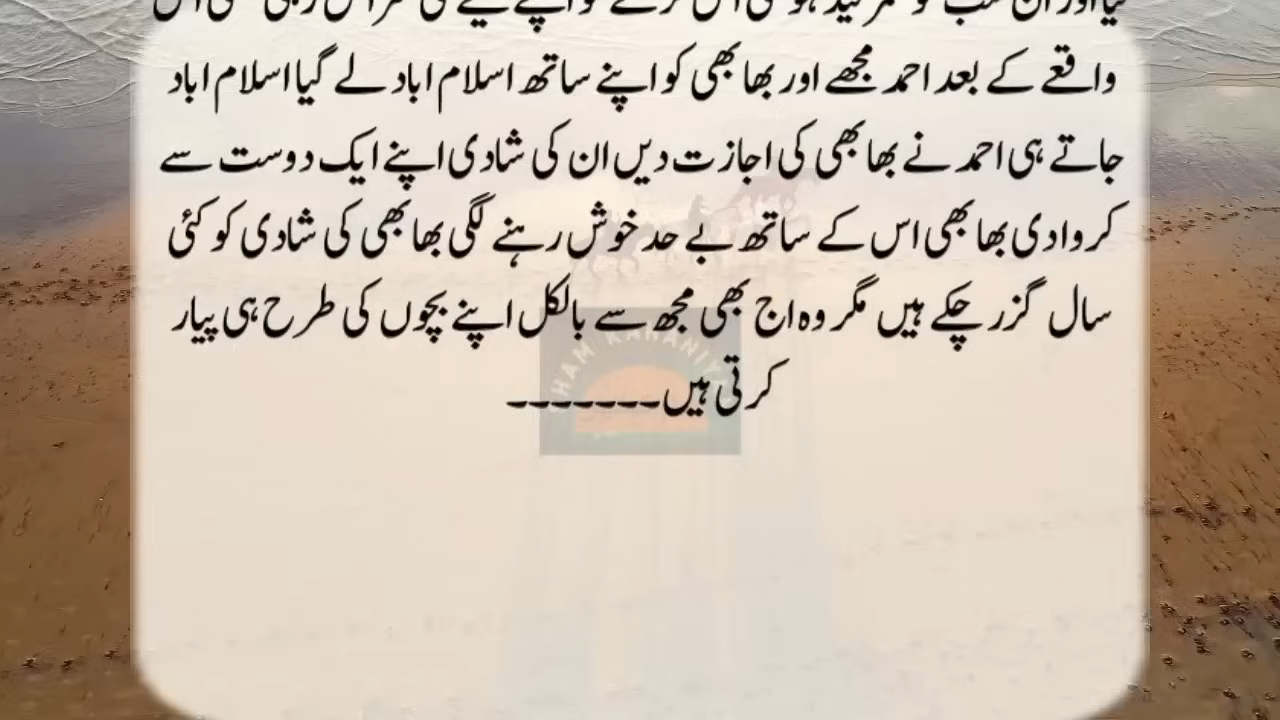 واقعے کے بعد احمد مجھے اور بھابھی کو اپنے ساتھ اسلام اباد لے گیا اسلام اباد
جاتے ہی احمد نے بھابھی کی اجازت دیں ان کی شادی اپنے ایک دوست سے
کروا دی بھابھی اس کے ساتھ بے حد خوش رہنے لگی بھابھی کی شادی کو کئی
سال گزر چکے ہیں مگر وہ اج بھی مجھ سے بالکل اپنے بچوں کی طرح ہی پیار
کرتی ہیں۔۔۔۔۔۔۔